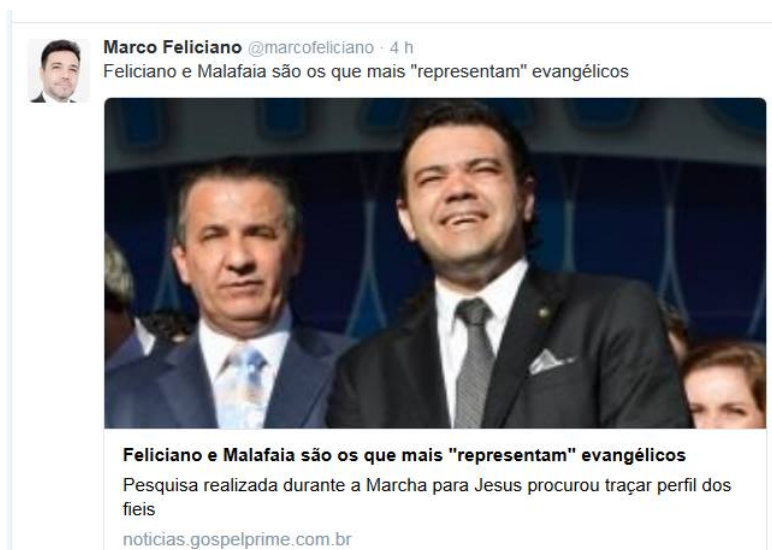 Marco Feliciano @marcofeliciano · 4 h
Feliciano e Malafaia são os que mais "representam" evangélicos
Feliciano e Malafaia são os que mais "representam" evangélicos
Pesquisa realizada durante a Marcha para Jesus procurou traçar perfil dos
fieis
noticias.gospelprime.com.br